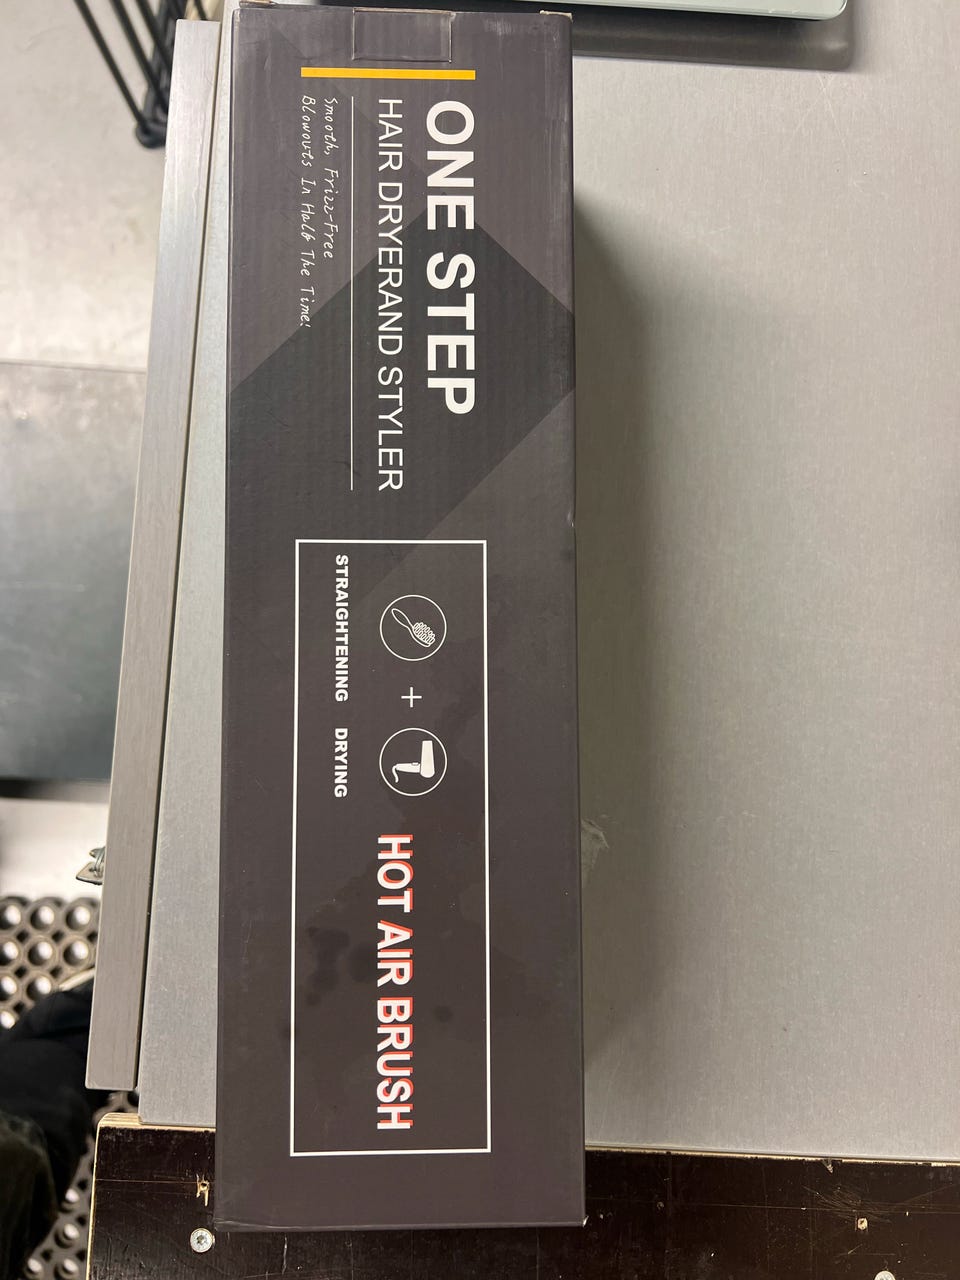 ONE STEP
HAIR DRYERAND STYLER
Smooth, Frizz-Free
Blowouts In Half The Time!
+
STRAIGHTENING DRYING
HOT AIR BRUSH